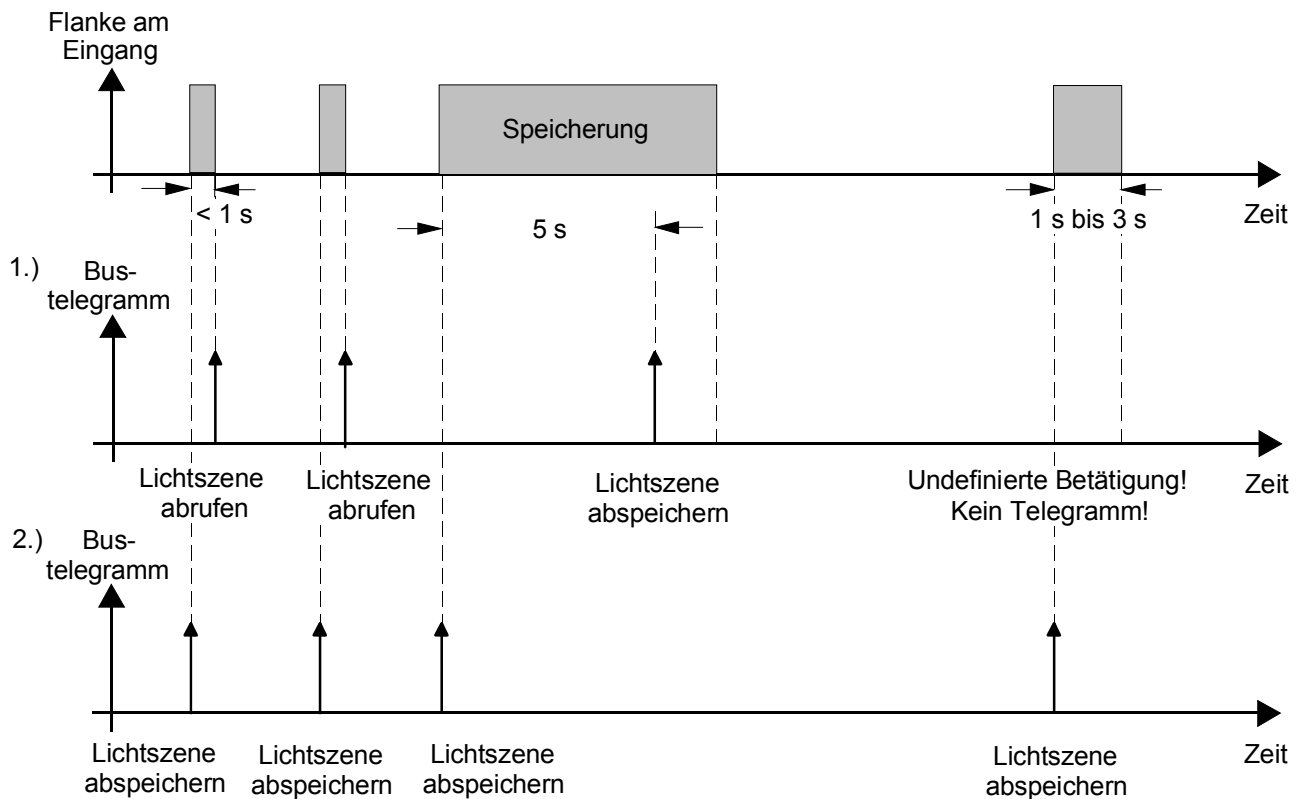 Flanke am
Eingang
Speicherung
< 1 s
5 s
1 s bis 3 s
Zeit
1.)
Bus-
telegramm
Lichtszene
abrufen
Lichtszene
abrufen
Lichtszene
abspeichern
Undefinierte Betätigung!
Kein Telegramm!
Zeit
2.)
Bus-
telegramm
Lichtszene
abspeichern
Lichtszene
abspeichern
Lichtszene
abspeichern
Lichtszene
abspeichern
Zeit